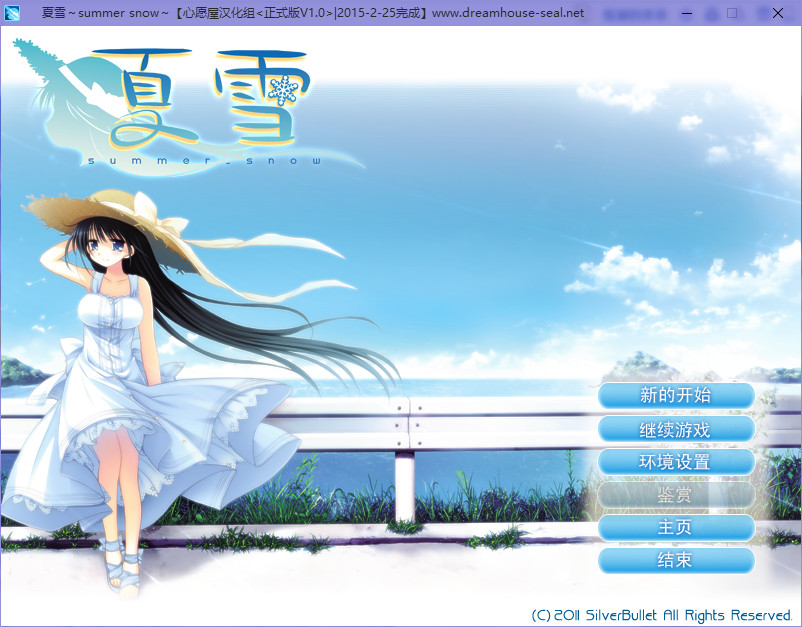 夏雪～summer snow～【心愿屋汉化组<正式版V1.0>|2015-2-25完成】www.dreamhouse-seal.net
夏雪
summer_snow
新的开始
继续游戏
环境设置
鉴赏
主页
结束
(C) 2011 SilverBullet All Rights Reserved.